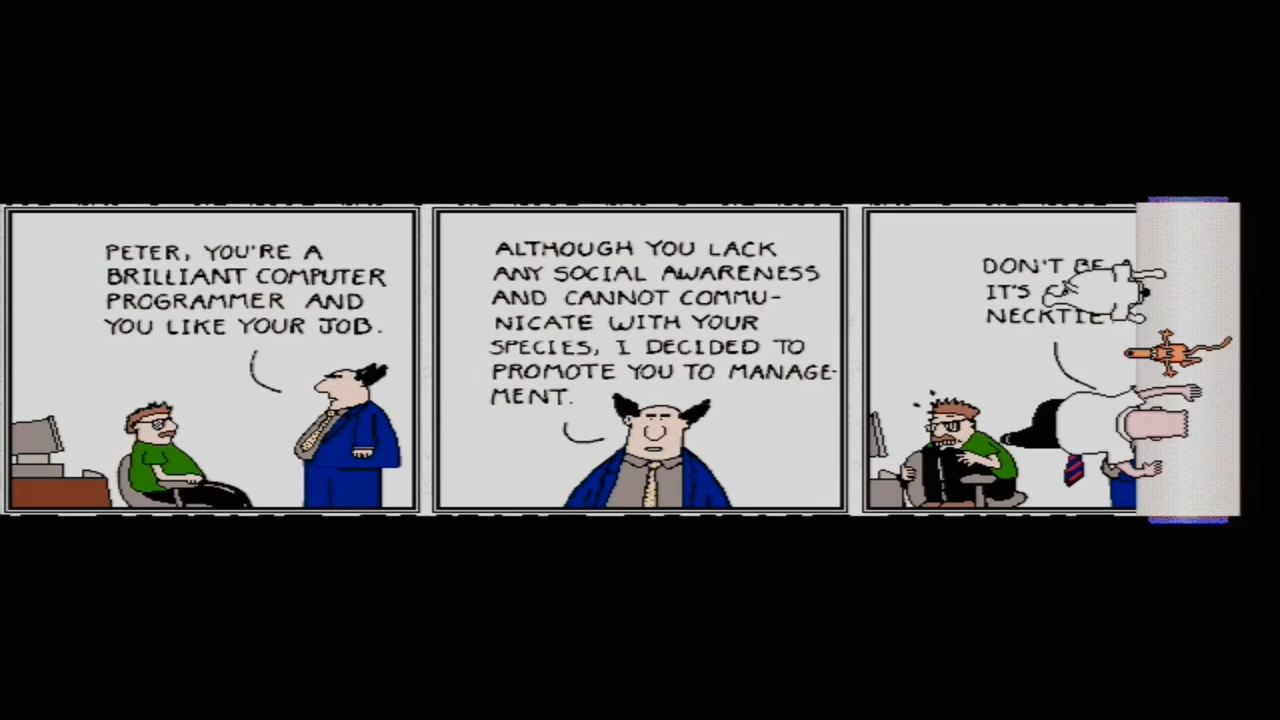 PETER, YOU'RE A
BRILLIANT COMPUTER
PROGRAMMER AND
YOU LIKE YOUR JOB.
ALTHOUGH YOU LACK
ANY SOCIAL AWARENESS
AND CANNOT COMMU-
NICATE WITH YOUR
SPECIES, I DECIDED TO
PROMOTE YOU TO MANAGE-
MENT.
DON'T BE A
IT'S
NECKTIE